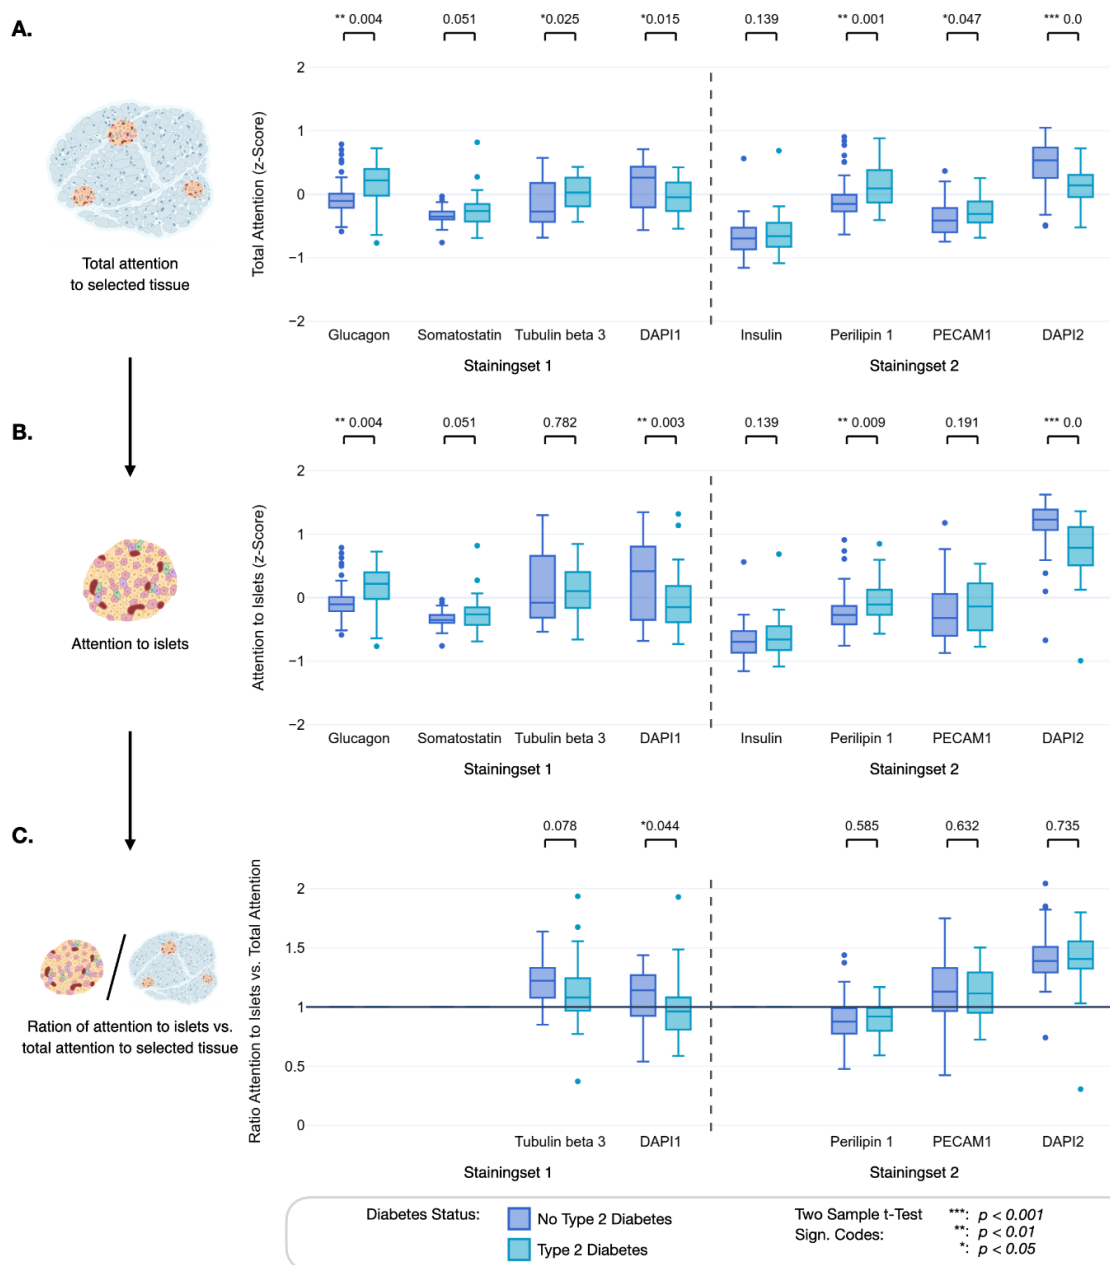 A.
** 0.004 0.051 *0.025 *0.015 0.139 ** 0.001 *0.047 *** 0.0
Total Attention (z-Score)
2
1
0
−1
−2
Total attention
to selected tissue
Glucagon Somatostatin Tubulin beta 3 DAPI1 Insulin Perilipin 1 PECAM1 DAPI2
Stainingset 1 Stainingset 2
B.
** 0.004 0.051 0.782 ** 0.003 0.139 ** 0.009 0.191 *** 0.0
Attention to Islets (z-Score)
2
1
0
−1
−2
Attention to islets
Glucagon Somatostatin Tubulin beta 3 DAPI1 Insulin Perilipin 1 PECAM1 DAPI2
Stainingset 1 Stainingset 2
C.
0.078 *0.044 0.585 0.632 0.735
Ratio Attention to Islets vs. Total Attention
2
1.5
1
0.5
0
Ration of attention to islets vs.
total attention to selected tissue
Tubulin beta 3 DAPI1 Perilipin 1 PECAM1 DAPI2
Stainingset 1 Stainingset 2
Diabetes Status: No Type 2 Diabetes
Type 2 Diabetes
Two Sample t-Test ***: p < 0.001
Sign. Codes: **: p < 0.01
*: p < 0.05